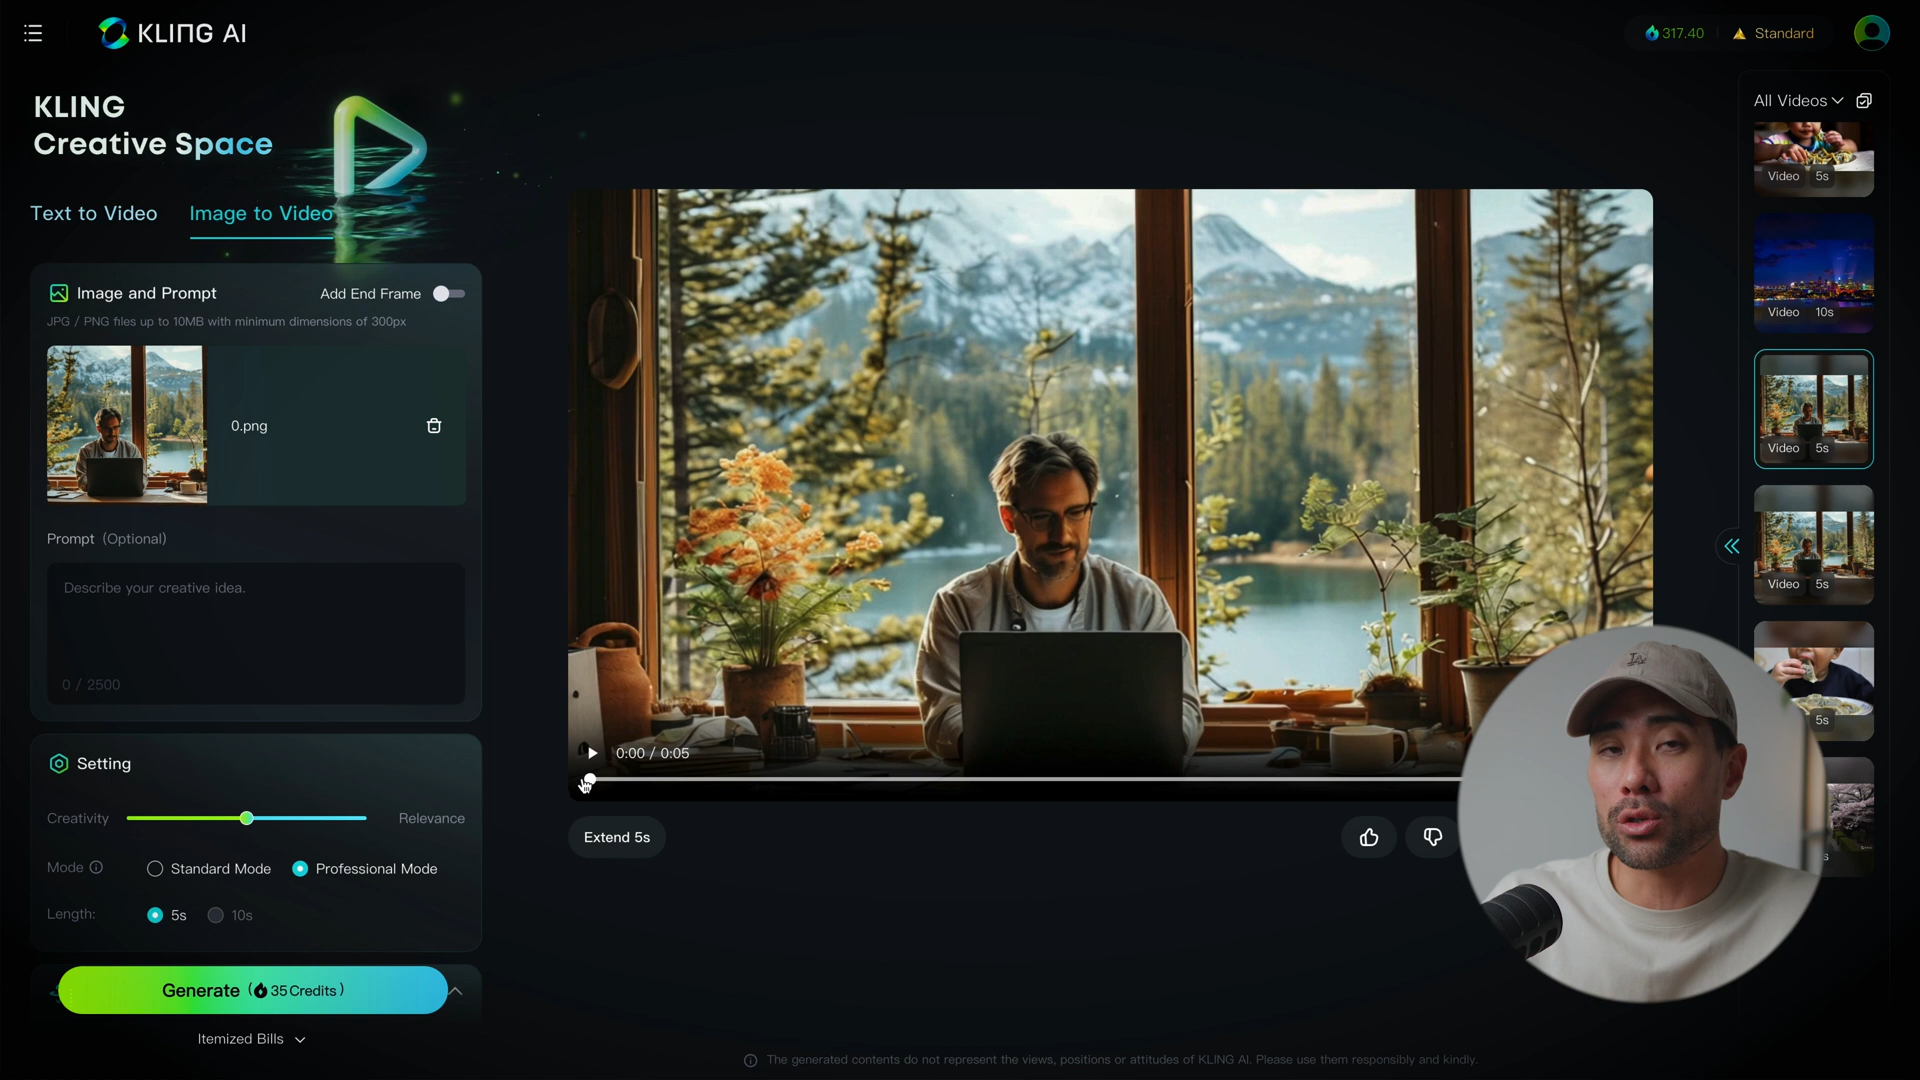 KLING AI
317.40
Standard
KLING
Creative Space
Text to Video
Image to Video
Image and Prompt
Add End Frame
JPG / PNG files up to 10MB with minimum dimensions of 300px
0.png
Prompt (Optional)
Describe your creative idea.
0 / 2500
Setting
Creativity
Relevance
Mode
Standard Mode
Professional Mode
Length:
5s
10s
Generate ( 35 Credits )
Itemized Bills
0:00 / 0:05
Extend 5s
All Videos
Video 5s
Video 10s
Video 5s
Video 5s
5s
The generated contents do not represent the views, positions or attitudes of KLING AI. Please use them responsibly and kindly.